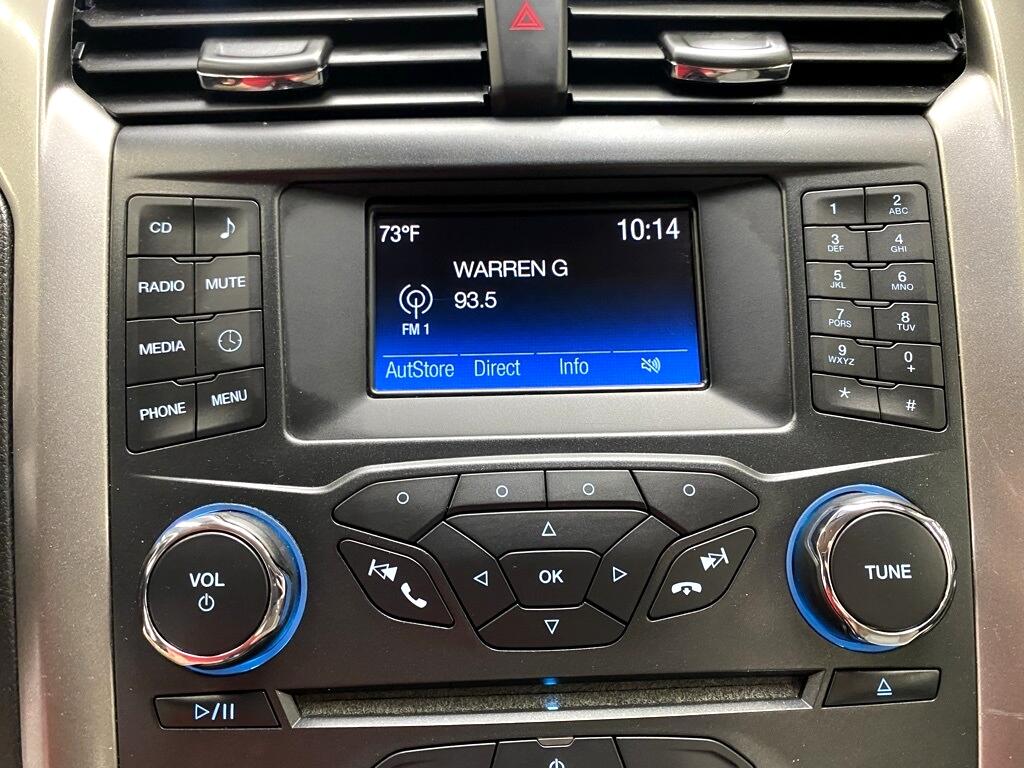 73°F 10:14
WARREN G
93.5
FM 1
AutStore Direct Info
CD
RADIO MUTE
MEDIA
PHONE MENU
1 2 ABC
3 DEF 4 GHI
5 JKL 6 MNO
7 PQRS 8 TUV
9 WXYZ 0 +
* #
VOL
OK
TUNE